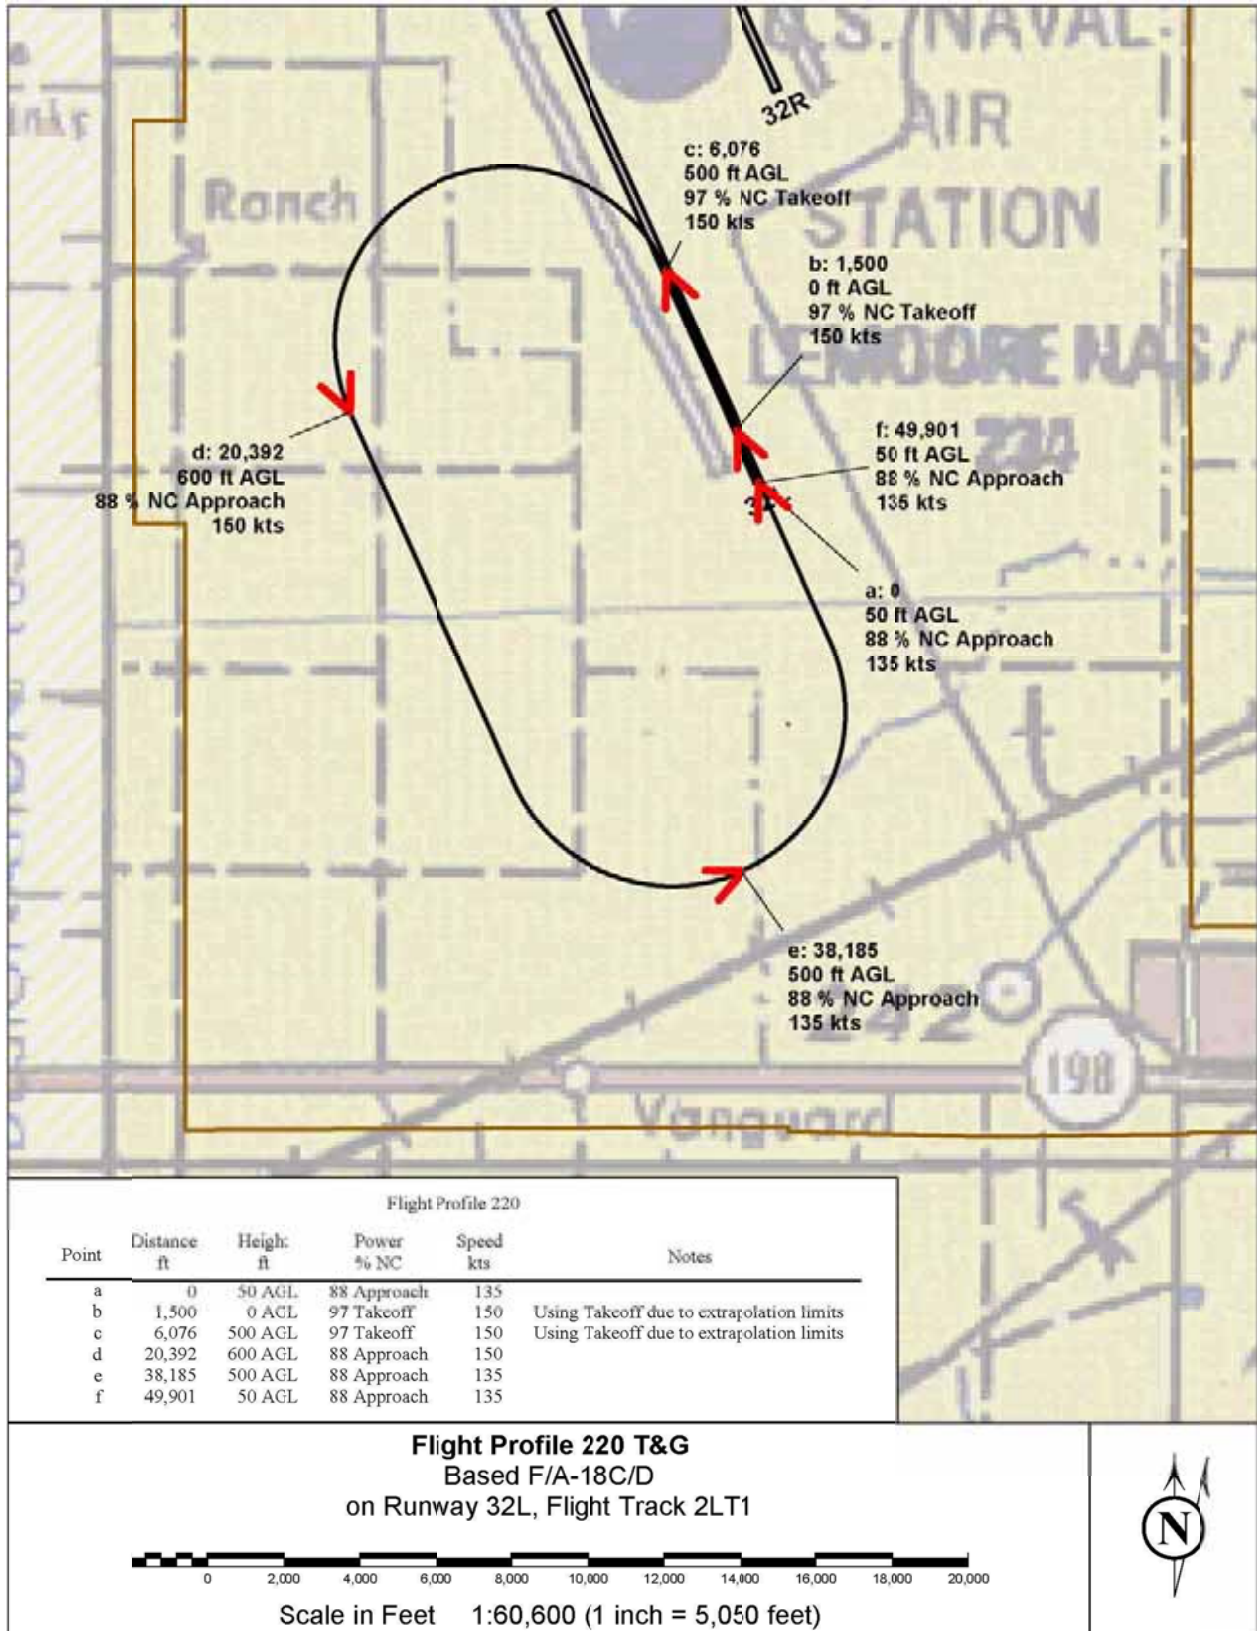 U.S. NAVAL
AIR
STATION
LEMOORE NAS/
224
32R
Ranch
c: 6,076
500 ft AGL
97 % NC Takeoff
150 kts
b: 1,500
0 ft AGL
97 % NC Takeoff
150 kts
f: 49,901
50 ft AGL
88 % NC Approach
135 kts
d: 20,392
600 ft AGL
88 % NC Approach
150 kts
a: 0
50 ft AGL
88 % NC Approach
135 kts
e: 38,185
500 ft AGL
88 % NC Approach
135 kts
242
198
Vanguard
Flight Profile 220
Point Distance ft Height ft Power % NC Speed kts Notes
a 0 50 AGL 88 Approach 135
b 1,500 0 AGL 97 Takeoff 150 Using Takeoff due to extrapolation limits
c 6,076 500 AGL 97 Takeoff 150 Using Takeoff due to extrapolation limits
d 20,392 600 AGL 88 Approach 150
e 38,185 500 AGL 88 Approach 135
f 49,901 50 AGL 88 Approach 135
Flight Profile 220 T&G
Based F/A-18C/D
on Runway 32L, Flight Track 2LT1
0 2,000 4,000 6,000 8,000 10,000 12,000 14,000 16,000 18,000 20,000
Scale in Feet 1:60,600 (1 inch = 5,050 feet)
N